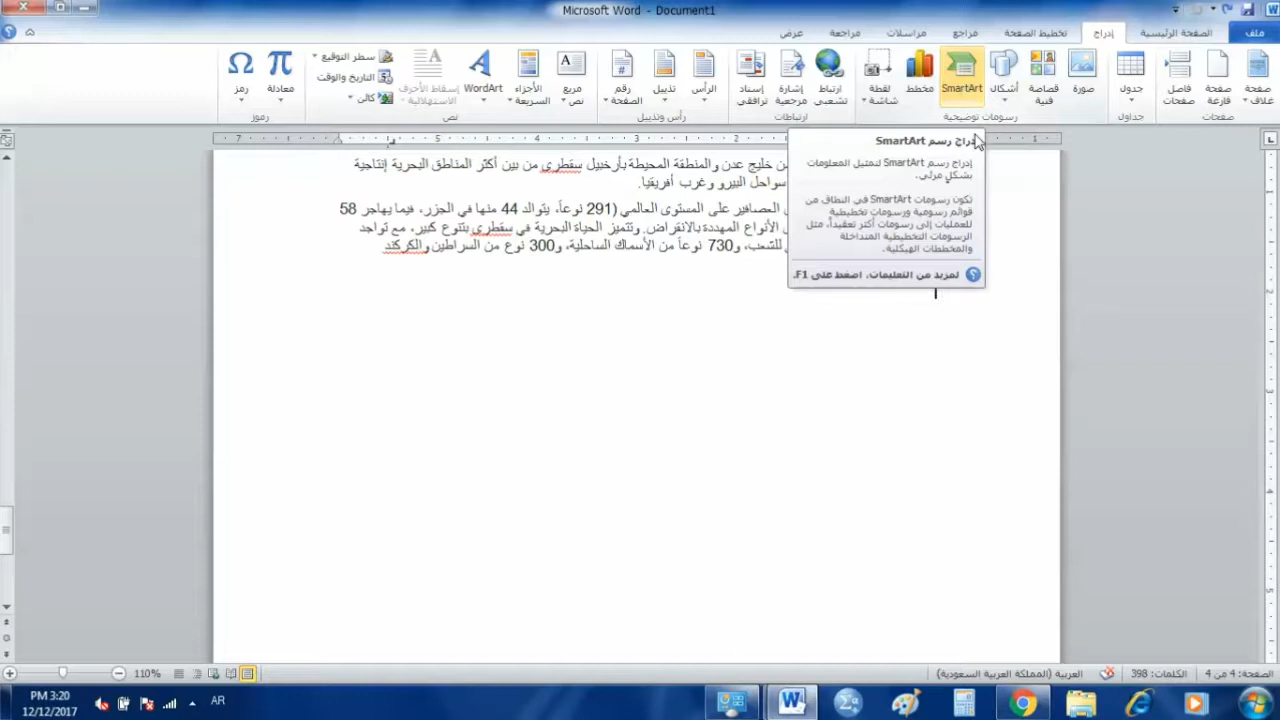 Microsoft Word - Document1
ملف
الصفحة الرئيسية
إدراج
تخطيط الصفحة
مراجع
مراسلات
مراجعة
عرض
صفحة غلاف
صفحة فارغة
فاصل صفحات
جدول
صورة
قصاصة فنية
أشكال
SmartArt
مخطط
لقطة شاشة
ارتباط تشعبي
إشارة مرجعية
إسناد ترافقي
الرأس
تذييل
رقم الصفحة
مربع نص
الأجزاء السريعة
WordArt
إسقاط الأحرف الاستهلالية
سطر التوقيع
التاريخ والوقت
كائن
معادلة
رمز
صفحات
جداول
رسومات توضيحية
ارتباطات
رأس وتذييل
نص
رموز
إدراج رسم SmartArt
إدراج رسم SmartArt لتمثيل المعلومات
بشكل مرئي.
تكون رسومات SmartArt في النطاق من
قوائم رسومية ورسومات تخطيطية
للعمليات إلى رسومات أكثر تعقيداً، مثل
الرسومات التخطيطية المتداخلة
والمخططات الهيكلية.
لمزيد من التعليمات، اضغط على F1.
7 5 4 3 2 1
ن خليج عدن والمنطقة المحيطة بأرخبيل سقطرى من بين أكثر المناطق البحرية إنتاجية
سواحل البيرو وغرب أفريقيا.
العصافير على المستوى العالمي (291 نوعاً، يتوالد 44 منها في الجزر، فيما يهاجر 58
الأنواع المهددة بالانقراض. وتتميز الحياة البحرية في سقطرى بتنوع كبير، مع تواجد
للشعب، و730 نوعاً من الأسماك الساحلية، و300 نوع من السراطين والكركند
الصفحة: 4 من 4
الكلمات: 398
العربية (المملكة العربية السعودية)
110%
AR
3:20 PM
12/12/2017